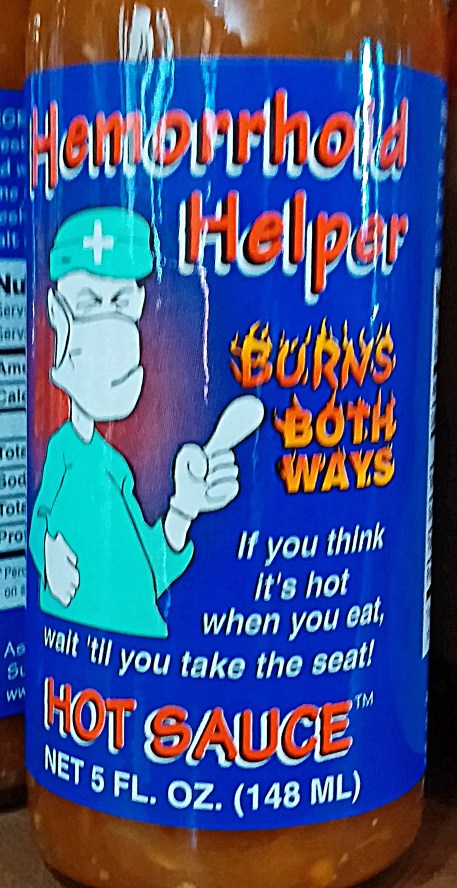 Hemorrhoid
Helper
BURNS
BOTH
WAYS
If you think
it's hot
when you eat,
wait 'til you take the seat!
HOT SAUCE™
NET 5 FL. OZ. (148 ML)